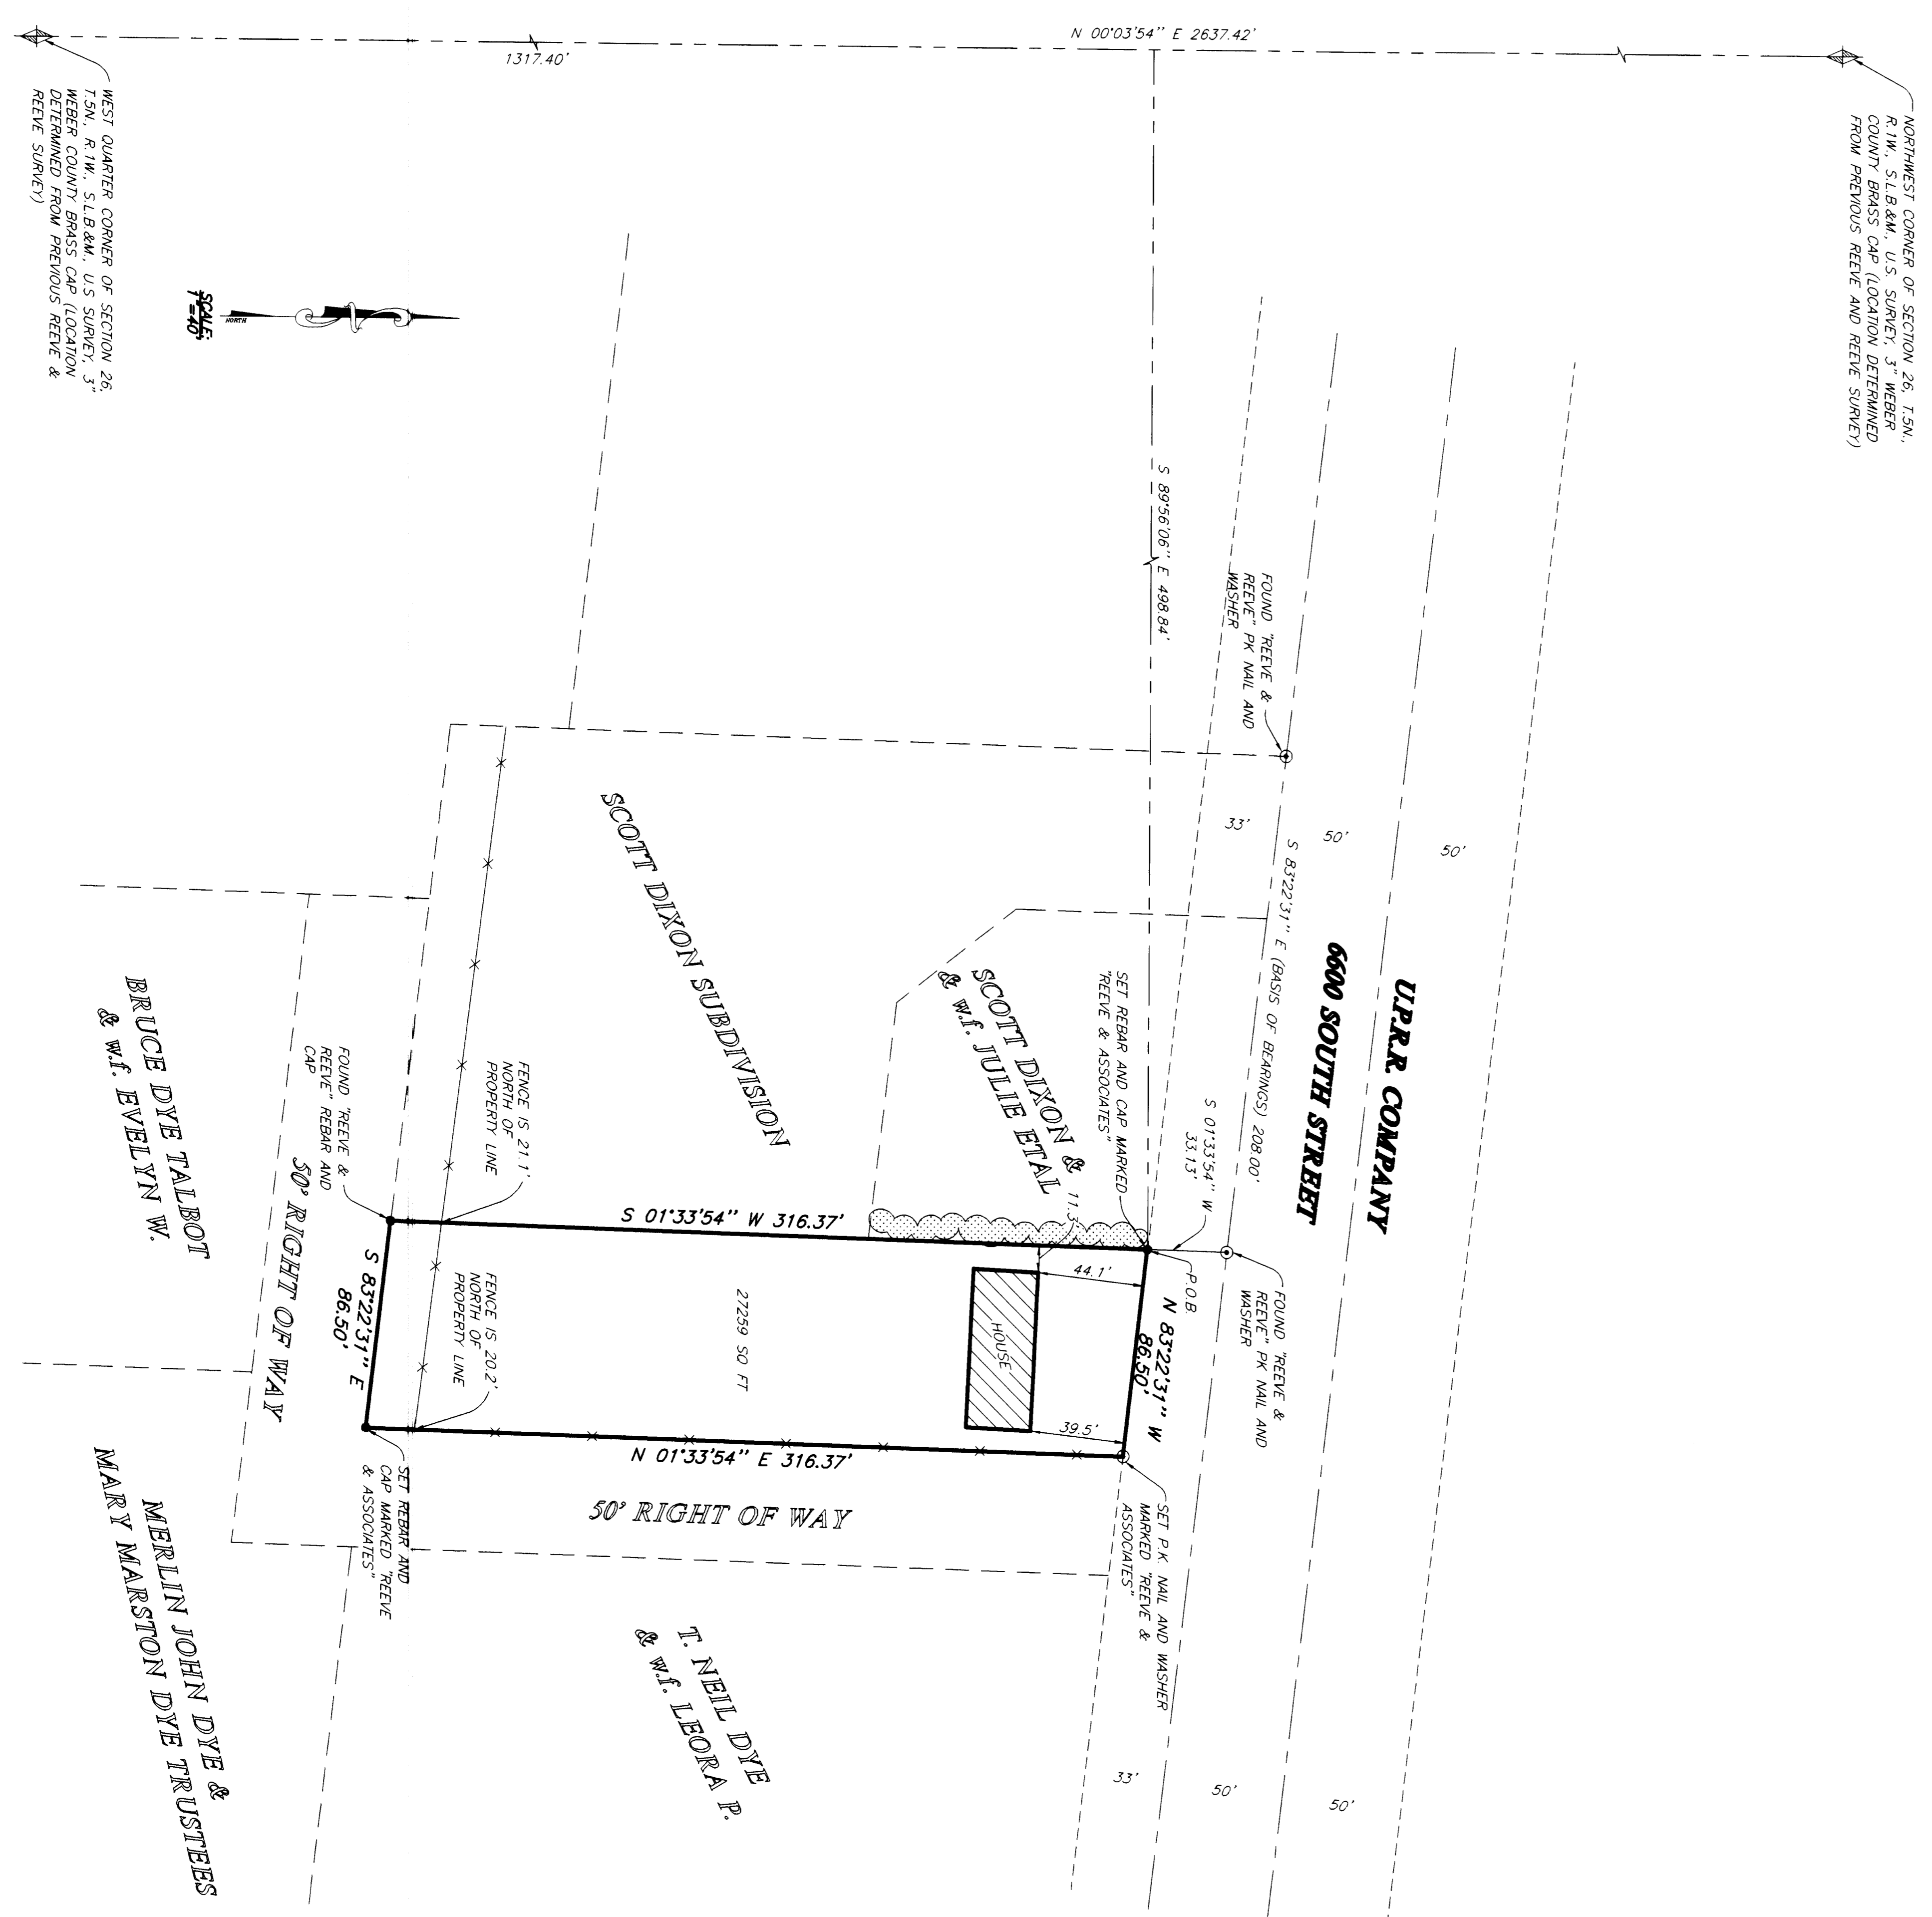 N 00°03'54" E 2637.42'
1317.40'
NORTHWEST CORNER OF SECTION 26, T.5N.,
R.1W., S.L.B.&M., U.S. SURVEY, 3" WEBER
COUNTY BRASS CAP (LOCATION DETERMINED
FROM PREVIOUS REEVE AND REEVE SURVEY)
WEST QUARTER CORNER OF SECTION 26,
T.5N., R.1W., S.L.B.&M., U.S SURVEY, 3"
WEBER COUNTY BRASS CAP (LOCATION
DETERMINED FROM PREVIOUS REEVE &
REEVE SURVEY)
SCALE:
1"=40'
NORTH
S 89°56'06" E 498.84'
FOUND "REEVE &
REEVE" PK NAIL AND
WASHER
33'
50'
50'
S 83°22'31" E (BASIS OF BEARINGS) 208.00'
U.P.R.R. COMPANY
6600 SOUTH STREET
S 01°33'54" W
33.13'
SET REBAR AND CAP MARKED
"REEVE & ASSOCIATES"
SCOTT DIXON &
& w.f. JULIE ETAL
SCOTT DIXON SUBDIVISION
11.3'
FENCE IS 21.1'
NORTH OF
PROPERTY LINE
FOUND "REEVE &
REEVE" REBAR AND
CAP
BRUCE DYE TALBOT
& w.f. EVELYN W.
50' RIGHT OF WAY
S 01°33'54" W 316.37'
P.O.B.
FOUND "REEVE &
REEVE" PK NAIL AND
WASHER
44.1'
N 83°22'31" W
86.50'
HOUSE
39.5'
27259 SQ FT
FENCE IS 20.2'
NORTH OF
PROPERTY LINE
S 83°22'31" E
86.50'
N 01°33'54" E 316.37'
50' RIGHT OF WAY
SET P.K. NAIL AND WASHER
MARKED "REEVE &
ASSOCIATES"
SET REBAR AND
CAP MARKED "REEVE
& ASSOCIATES"
T. NEIL DYE
& w.f. LEORA P.
MERLIN JOHN DYE &
MARY MARSTON DYE TRUSTEES
33'
50'
50'